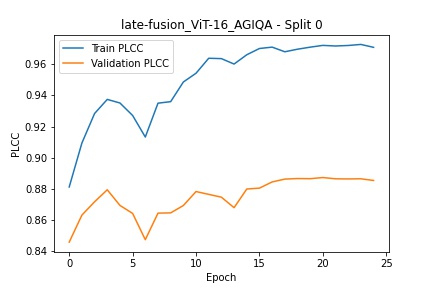 late-fusion_ViT-16_AGIQA - Split 0
Train PLCC
Validation PLCC
PLCC
0.96
0.94
0.92
0.90
0.88
0.86
0.84
0
5
10
15
20
25
Epoch